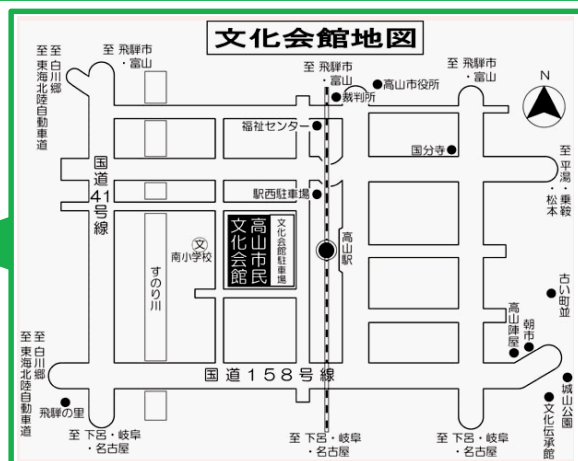 文化会館地図
至 白川郷
至 東海北陸自動車道
至 飛騨市
・富山
至 飛騨市
・富山
至 飛騨市
・富山
裁判所
高山市役所
N
福祉センター
国分寺
国道41号線
至 平湯・乗鞍
・松本
駅西駐車場
文
南小学校
高山市民
文化会館
文化会館駐車場
高山駅
すのり川
古い町並
高山陣屋
朝市
至 白川郷
至 東海北陸自動車道
国道158号線
飛騨の里
城山公園
文化伝承館
至 下呂・岐阜
・名古屋
至 下呂・岐阜
・名古屋
至 下呂・岐阜
・名古屋